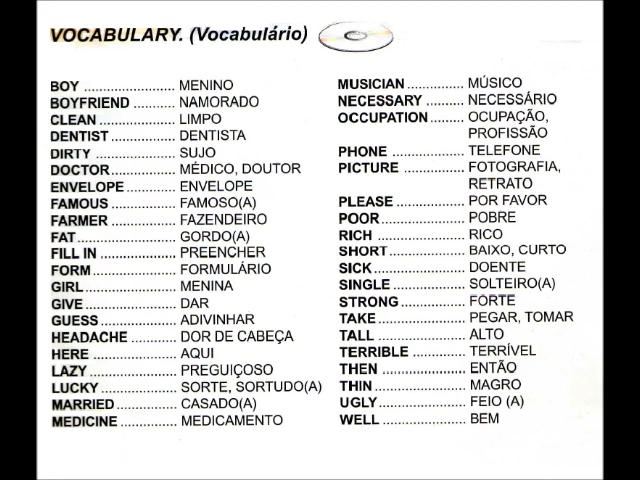 VOCABULARY. (Vocabulário)
BOY ........................ MENINO
BOYFRIEND .................. NAMORADO
CLEAN ...................... LIMPO
DENTIST .................... DENTISTA
DIRTY ...................... SUJO
DOCTOR ..................... MÉDICO, DOUTOR
ENVELOPE ................... ENVELOPE
FAMOUS ..................... FAMOSO(A)
FARMER ..................... FAZENDEIRO
FAT ........................ GORDO(A)
FILL IN .................... PREENCHER
FORM ....................... FORMULÁRIO
GIRL ....................... MENINA
GIVE ....................... DAR
GUESS ...................... ADIVINHAR
HEADACHE ................... DOR DE CABEÇA
HERE ....................... AQUI
LAZY ....................... PREGUIÇOSO
LUCKY ...................... SORTE, SORTUDO(A)
MARRIED .................... CASADO(A)
MEDICINE ................... MEDICAMENTO
MUSICIAN ............... MÚSICO
NECESSARY .......... NECESSÁRIO
OCCUPATION ......... OCUPAÇÃO,
PROFISSÃO
PHONE .................. TELEFONE
PICTURE ................ FOTOGRAFIA,
RETRATO
PLEASE ................. POR FAVOR
POOR ................... POBRE
RICH ................... RICO
SHORT .................. BAIXO, CURTO
SICK ................... DOENTE
SINGLE ................. SOLTEIRO(A)
STRONG ................. FORTE
TAKE ................... PEGAR, TOMAR
TALL ................... ALTO
TERRIBLE ............... TERRÍVEL
THEN ................... ENTÃO
THIN ................... MAGRO
UGLY ................... FEIO (A)
WELL ................... BEM